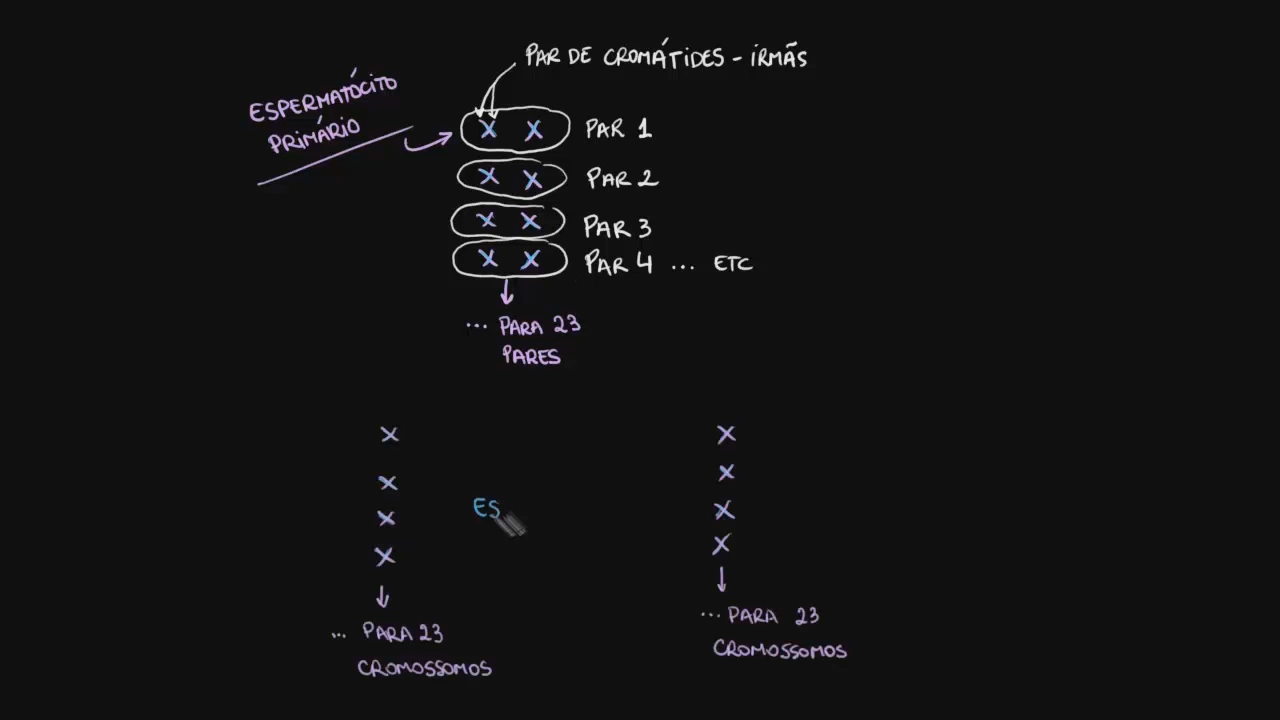 PAR DE CROMÁTIDES - IRMÃS
ESPERMATÓCITO
PRIMÁRIO
PAR 1
PAR 2
PAR 3
PAR 4 ... ETC
... PARA 23
PARES
ES
... PARA 23
CROMOSSOMOS
... PARA 23
CROMOSSOMOS